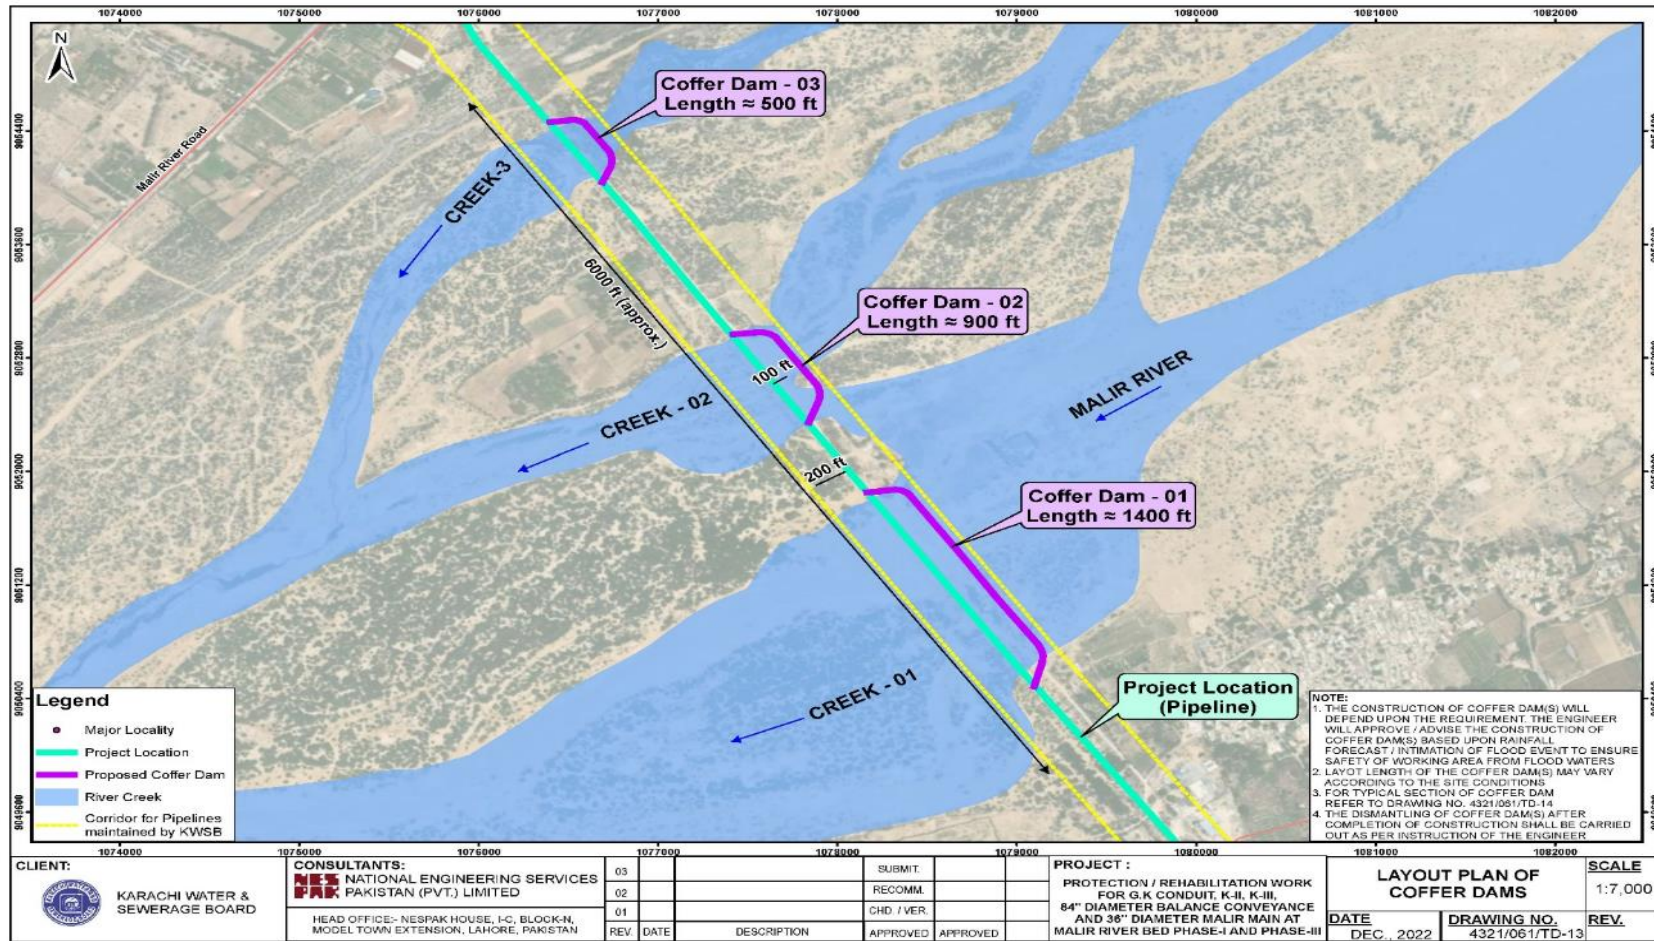 1074000 1075000 1076000 1077000 1078000 1079000 1080000 1081000 1082000
N
Malir River Road
Coffer Dam - 03
Length ≈ 500 ft
CREEK-3
6000 ft (approx.)
Coffer Dam - 02
Length ≈ 900 ft
100 ft
MALIR RIVER
CREEK - 02
200 ft
Coffer Dam - 01
Length ≈ 1400 ft
CREEK - 01
Project Location
(Pipeline)
Legend
Major Locality
Project Location
Proposed Coffer Dam
River Creek
Corridor for Pipelines
maintained by KWSB
NOTE:
1. THE CONSTRUCTION OF COFFER DAM(S) WILL
DEPEND UPON THE REQUIREMENT. THE ENGINEER
WILL APPROVE / ADVISE THE CONSTRUCTION OF
COFFER DAM(S) BASED UPON RAINFALL
FORECAST / INTIMATION OF FLOOD EVENT TO ENSURE
SAFETY OF WORKING AREA FROM FLOOD WATERS
2. LAYOT LENGTH OF THE COFFER DAM(S) MAY VARY
ACCORDING TO THE SITE CONDITIONS
3. FOR TYPICAL SECTION OF COFFER DAM
REFER TO DRAWING NO. 4321/061/TD-14
4. THE DISMANTLING OF COFFER DAM(S) AFTER
COMPLETION OF CONSTRUCTION SHALL BE CARRIED
OUT AS PER INSTRUCTION OF THE ENGINEER
1074000 1075000 1076000 1077000 1078000 1079000 1080000 1081000 1082000
CLIENT:
KARACHI WATER &
SEWERAGE BOARD
CONSULTANTS:
NES PAK
NATIONAL ENGINEERING SERVICES
PAKISTAN (PVT.) LIMITED
HEAD OFFICE:- NESPAK HOUSE, I-C, BLOCK-N,
MODEL TOWN EXTENSION, LAHORE, PAKISTAN
03
02
01
REV. DATE DESCRIPTION
SUBMIT.
RECOMM.
CHD. / VER.
APPROVED APPROVED
PROJECT :
PROTECTION / REHABILITATION WORK
FOR G.K CONDUIT, K-II, K-III,
84" DIAMETER BALANCE CONVEYANCE
AND 36" DIAMETER MALIR MAIN AT
MALIR RIVER BED PHASE-I AND PHASE-III
LAYOUT PLAN OF
COFFER DAMS
SCALE
1:7,000
DATE
DEC., 2022
DRAWING NO.
4321/061/TD-13
REV.